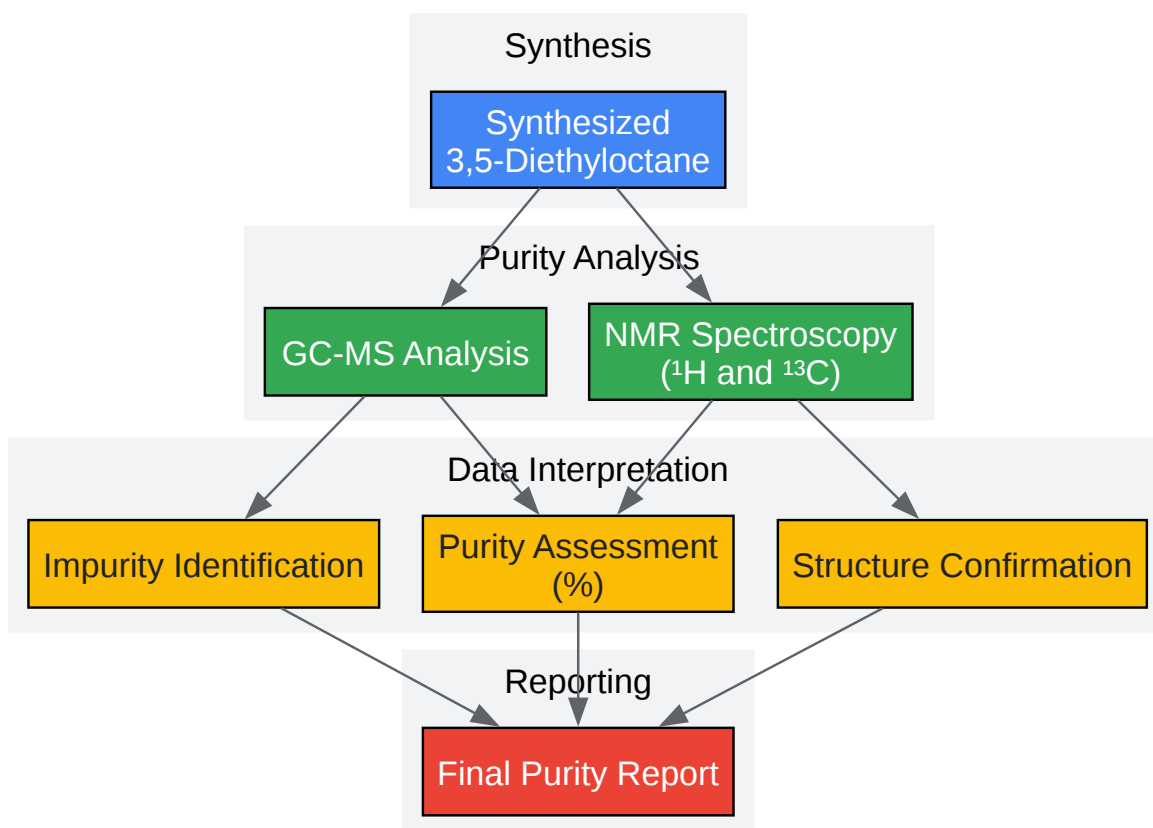 Synthesis
Synthesized
3,5-Diethyloctane
Purity Analysis
GC-MS Analysis
NMR Spectroscopy
(¹H and ¹³C)
Data Interpretation
Impurity Identification
Purity Assessment
(%)
Structure Confirmation
Reporting
Final Purity Report